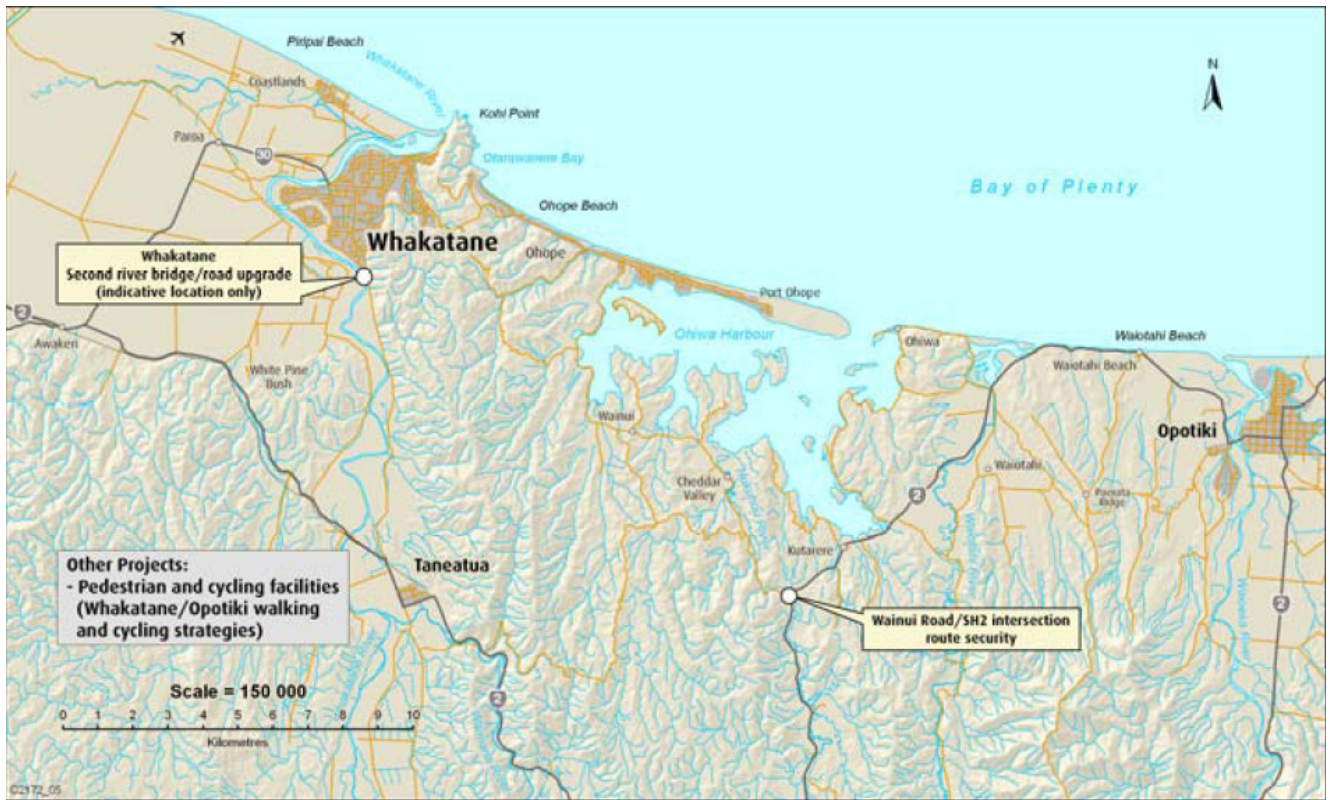 Piripai Beach
Whakatane River
Coastlands
Kohi Point
N
Paroa
30
Otarawairere Bay
Bay of Plenty
Ohope Beach
Whakatane
Ohope
Whakatane
Second river bridge/road upgrade
(indicative location only)
Port Ohope
2
Ohiwa Harbour
Awakeri
Ohiwa
Waiotahi Beach
Waiotahi Beach
White Pine
Bush
Wainui
Opotiki
Waiotahi
Cheddar
Valley
2
Ridge
Kutarere
Other Projects:
- Pedestrian and cycling facilities
(Whakatane/Opotiki walking
and cycling strategies)
Taneatua
2
Wainui Road/SH2 intersection
route security
Scale = 150 000
2
0 1 2 3 4 5 6 7 8 9 10
Kilometres
C2172_05